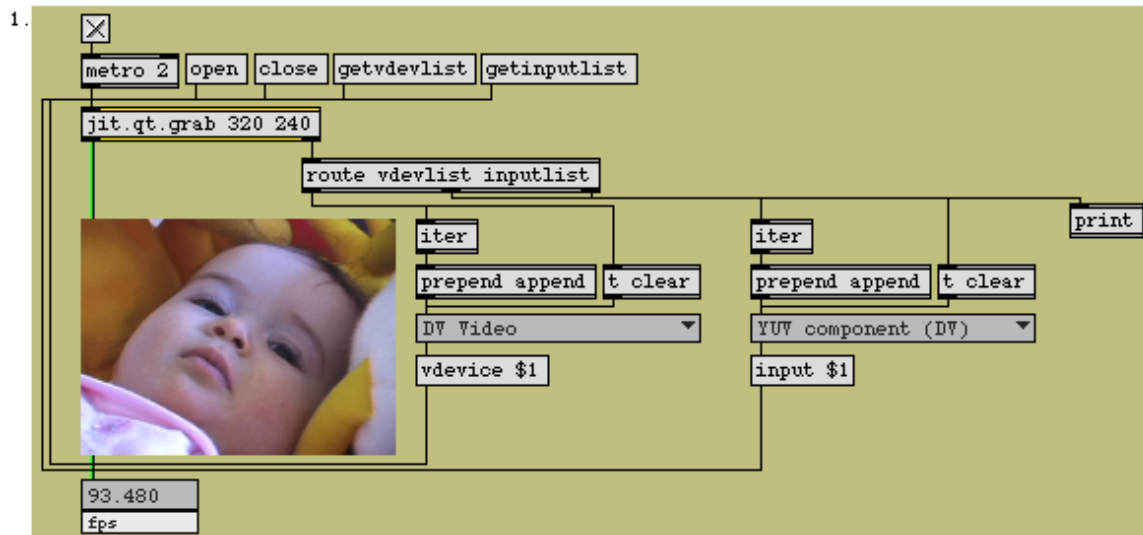 1.
metro 2 open close getvdevlist getinputlist
jit.qt.grab 320 240
route vdevlist inputlist
print
iter iter
prepend append t clear prepend append t clear
DV Video YUV component (DV)
vdevice $1 input $1
93.480
fps